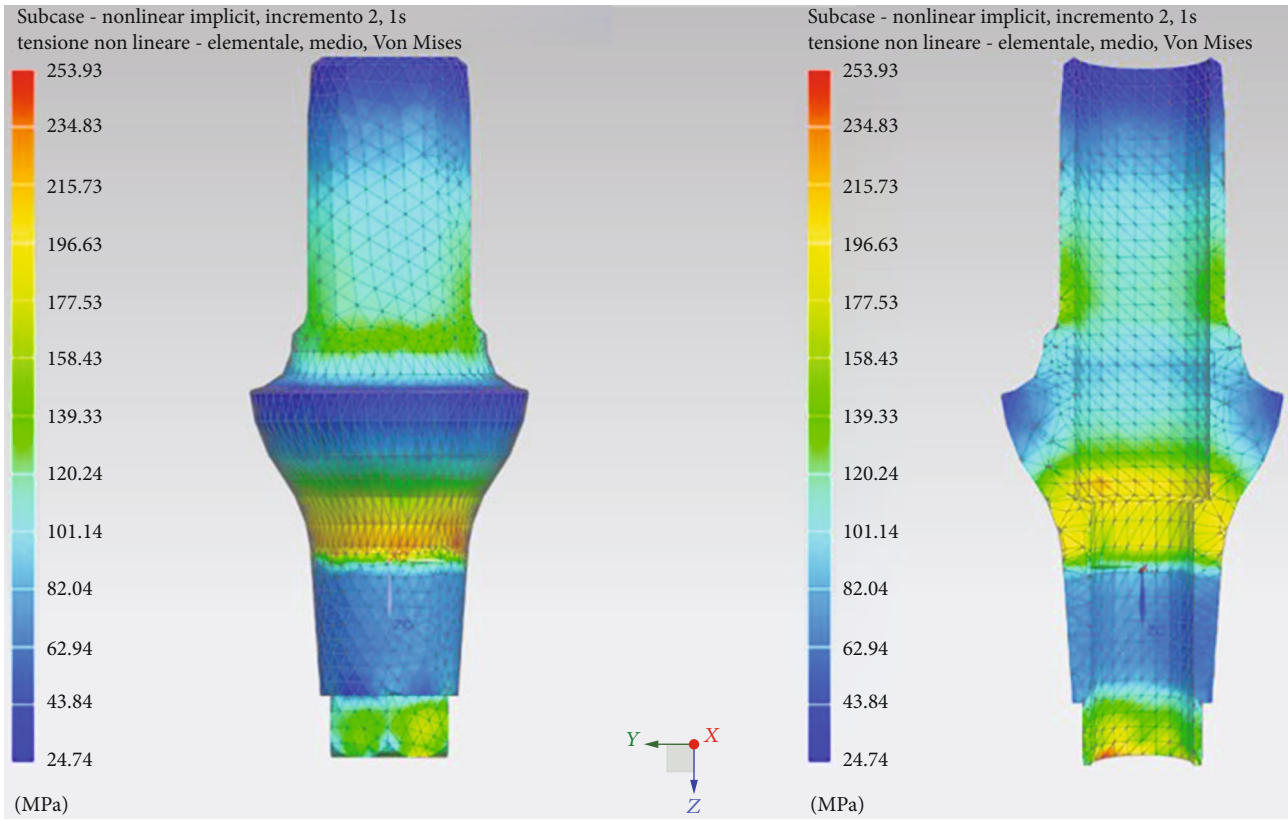 Subcase - nonlinear implicit, incremento 2, 1s
tensione non lineare - elementale, medio, Von Mises
253.93
234.83
215.73
196.63
177.53
158.43
139.33
120.24
101.14
82.04
62.94
43.84
24.74
(MPa)
Y
X
Z
Subcase - nonlinear implicit, incremento 2, 1s
tensione non lineare - elementale, medio, Von Mises
253.93
234.83
215.73
196.63
177.53
158.43
139.33
120.24
101.14
82.04
62.94
43.84
24.74
(MPa)